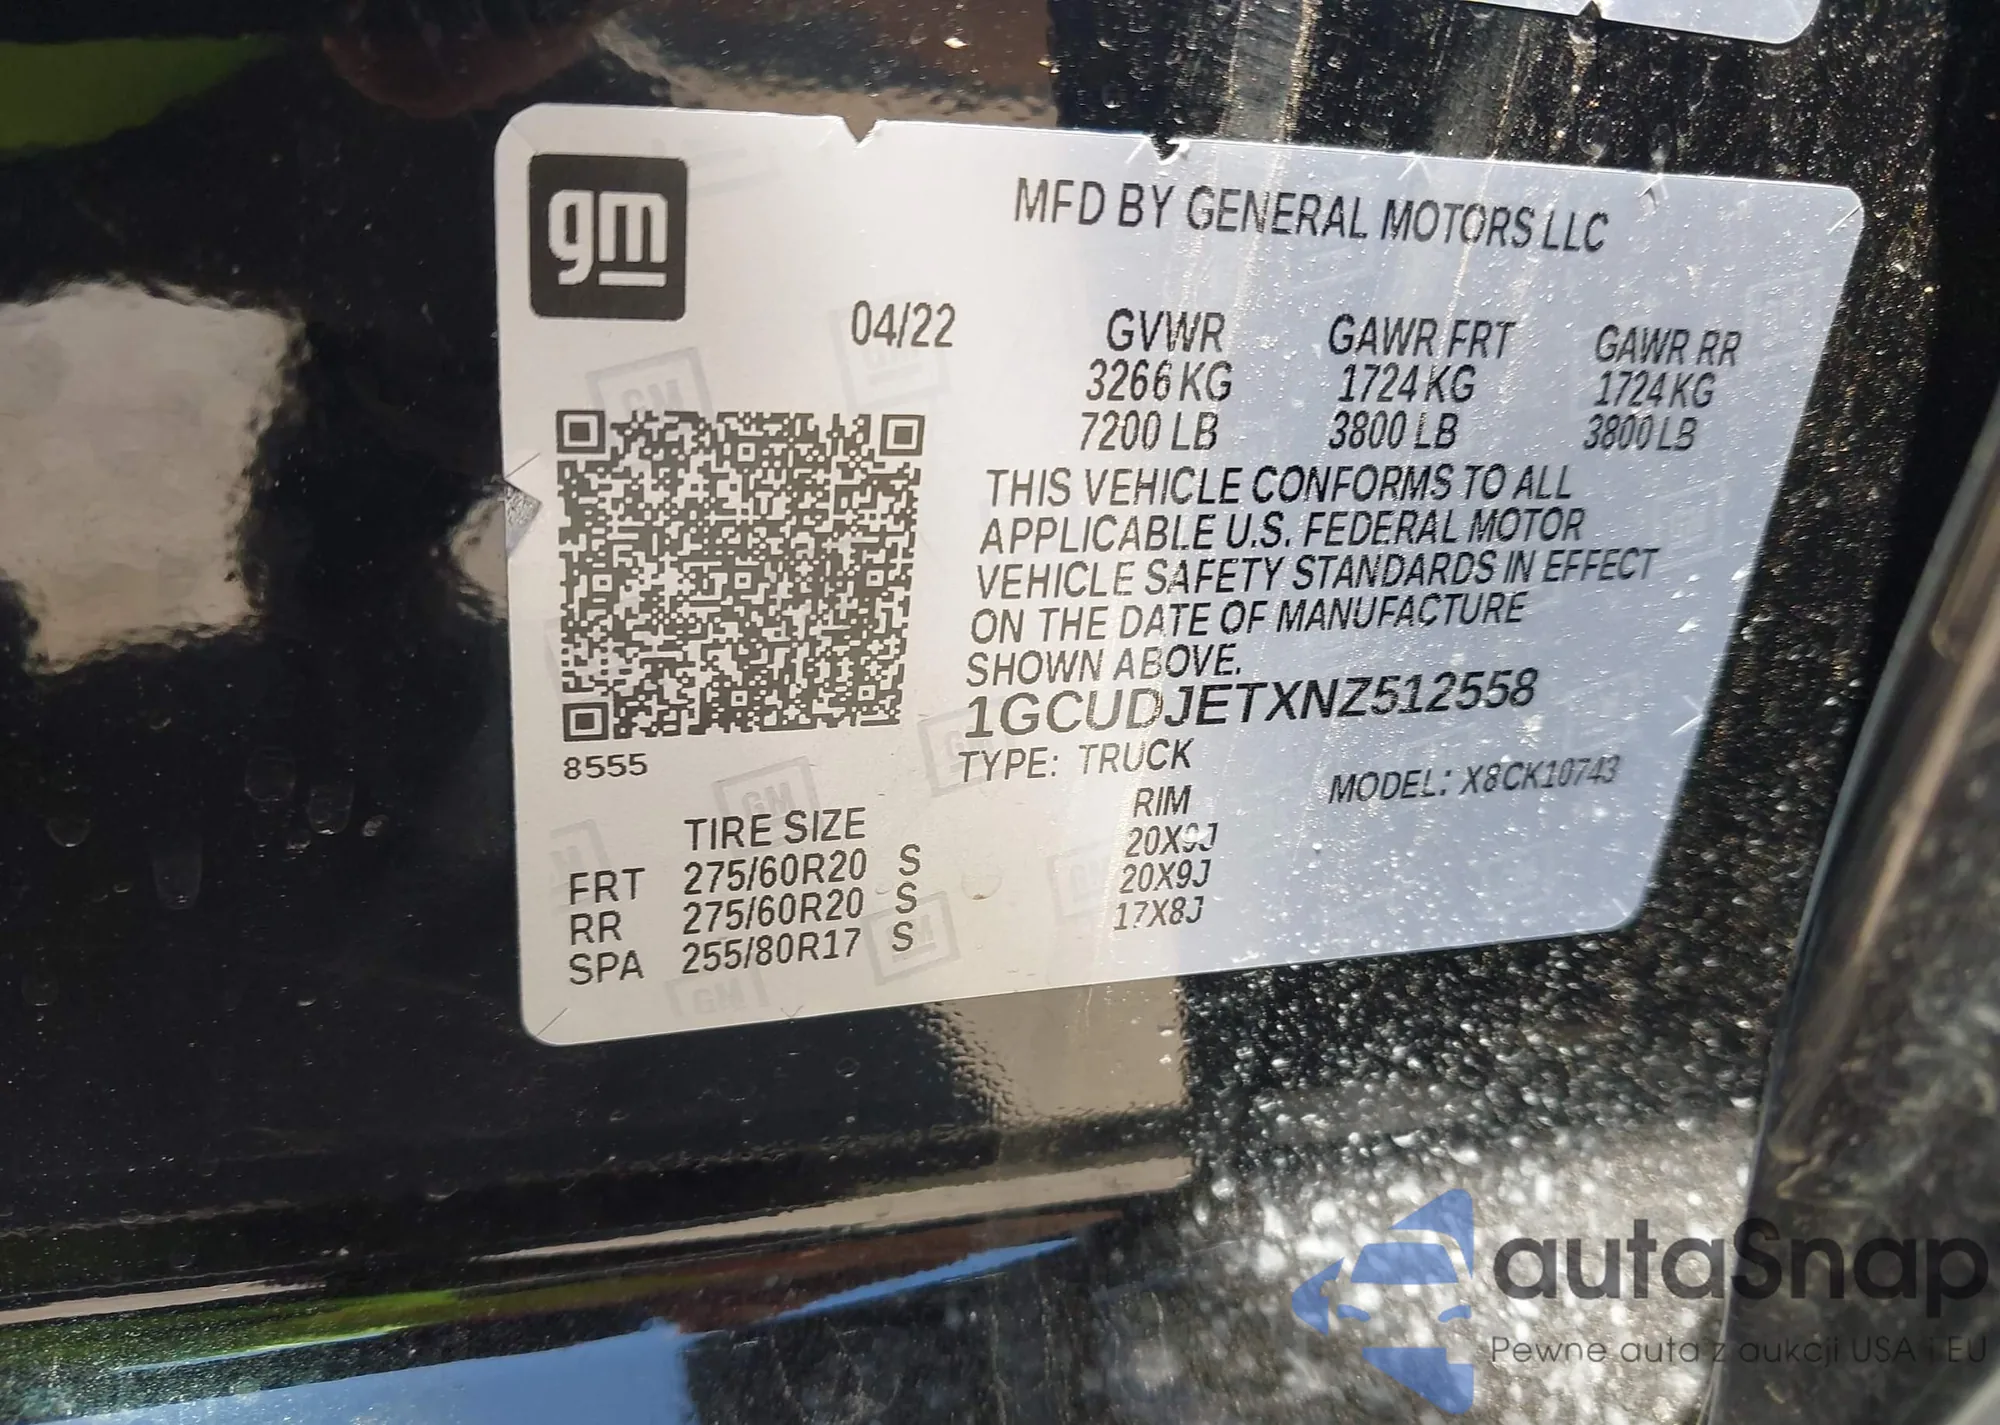 gm
MFD BY GENERAL MOTORS LLC
04/22 GVWR GAWR FRT GAWR RR
3266 KG 1724 KG 1724 KG
7200 LB 3800 LB 3800 LB
THIS VEHICLE CONFORMS TO ALL
APPLICABLE U.S. FEDERAL MOTOR
VEHICLE SAFETY STANDARDS IN EFFECT
ON THE DATE OF MANUFACTURE
SHOWN ABOVE.
1GCUDJETXNZ512558
8555
TYPE: TRUCK MODEL: X8CK10743
TIRE SIZE RIM
FRT 275/60R20 S 20X9J
RR 275/60R20 S 20X9J
SPA 255/80R17 S 17X8J
autaSnap
Pewne auta z aukcji USA i EU